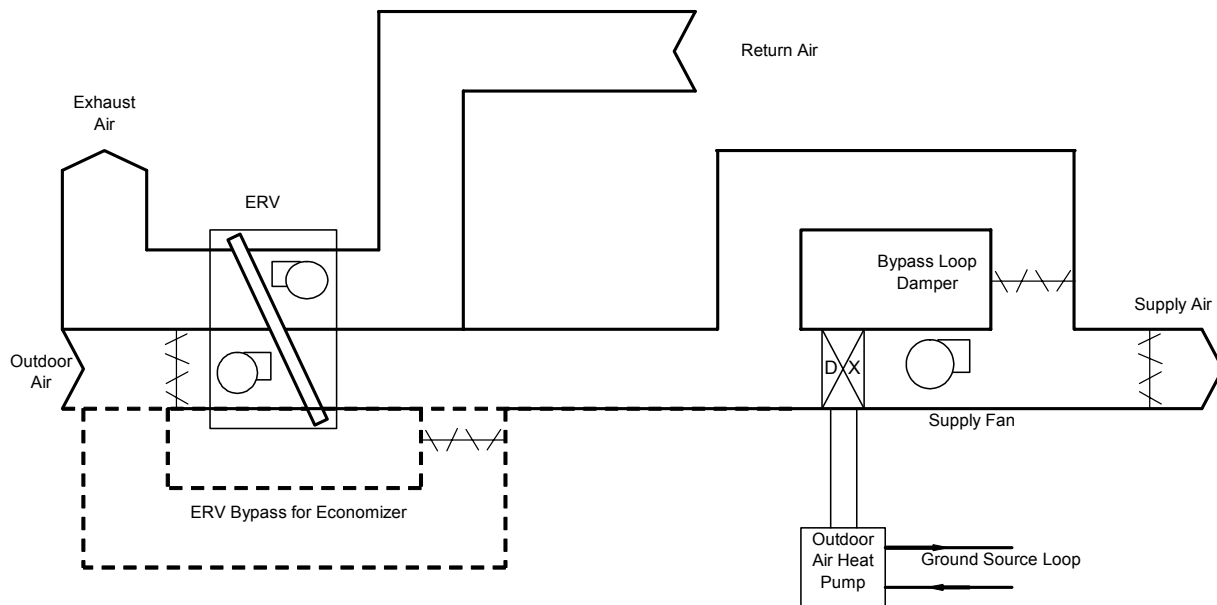 Return Air
Exhaust
Air
ERV
Bypass Loop
Damper
Supply Air
Outdoor
Air
DX
Supply Fan
ERV Bypass for Economizer
Outdoor
Air Heat
Pump
Ground Source Loop